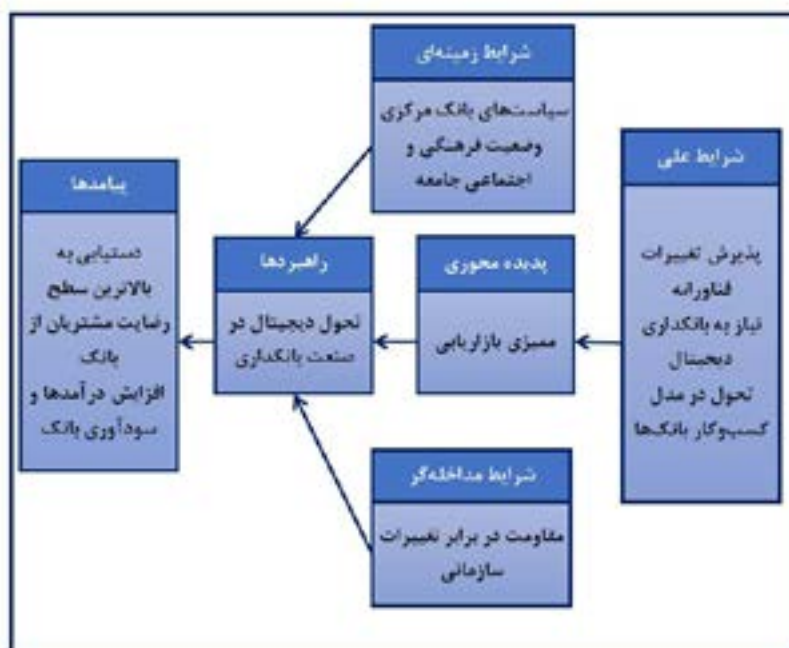 شرایط زمینه‌ای
سیاست‌های بانک مرکزی
وضعیت فرهنگی و
اجتماعی جامعه
شرایط علی
پذیرش تغییرات
فناورانه
نیاز به بانکداری
دیجیتال
تحول در مدل
کسب‌وکار بانک‌ها
پدیده محوری
ممیزی بازاریابی
راهبردها
تحول دیجیتال در
صنعت بانکداری
پیامدها
دستیابی به
بالاترین سطح
رضایت مشتریان از
بانک
افزایش درآمدها و
سودآوری بانک
شرایط مداخله‌گر
مقاومت در برابر تغییرات
سازمانی